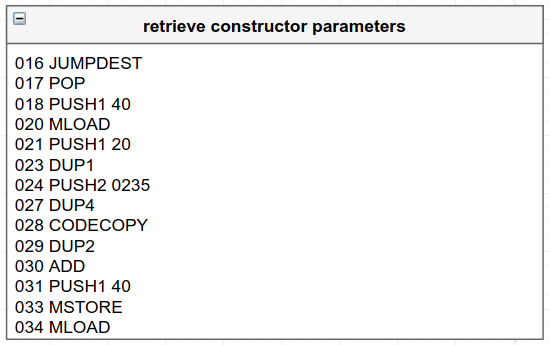 retrieve constructor parameters
016 JUMPDEST
017 POP
018 PUSH1 40
020 MLOAD
021 PUSH1 20
023 DUP1
024 PUSH2 0235
027 DUP4
028 CODECOPY
029 DUP2
030 ADD
031 PUSH1 40
033 MSTORE
034 MLOAD